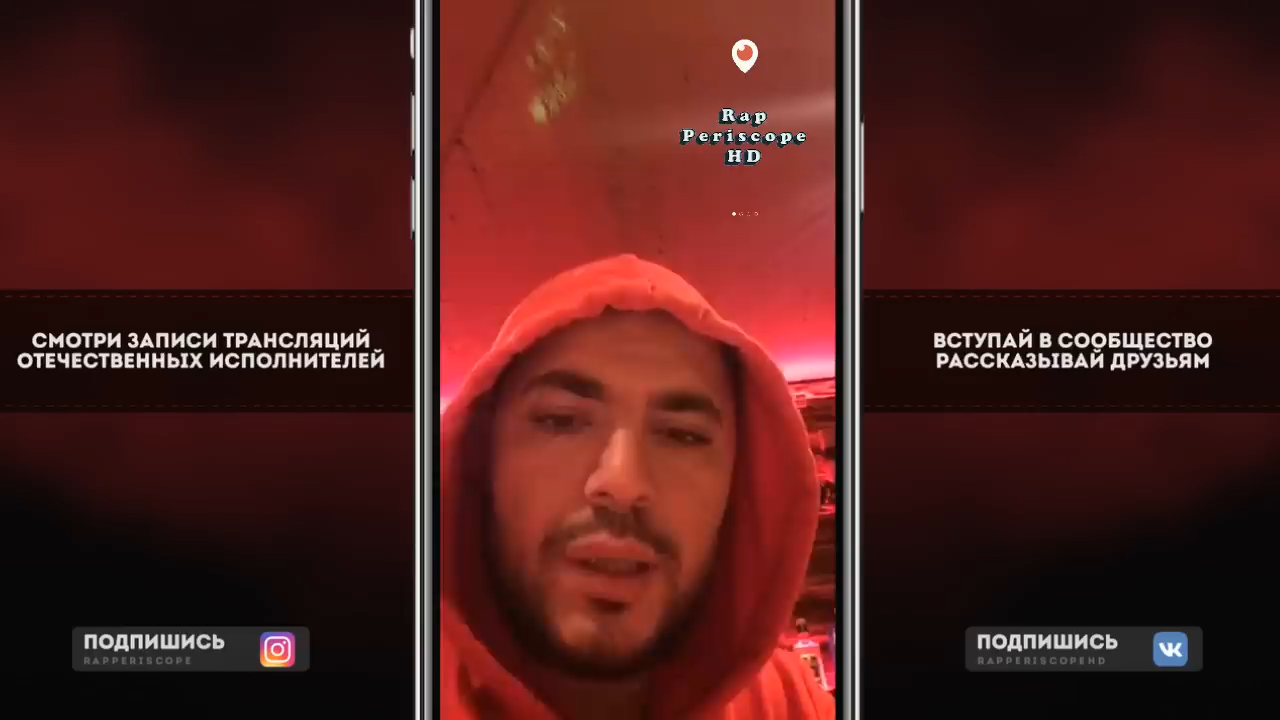 Rap
Periscope
HD
СМОТРИ ЗАПИСИ ТРАНСЛЯЦИЙ
ОТЕЧЕСТВЕННЫХ ИСПОЛНИТЕЛЕЙ
ВСТУПАЙ В СООБЩЕСТВО
РАССКАЗЫВАЙ ДРУЗЬЯМ
ПОДПИШИСЬ
RAPPERISCOPE
ПОДПИШИСЬ
RAPPERISCOPEHD